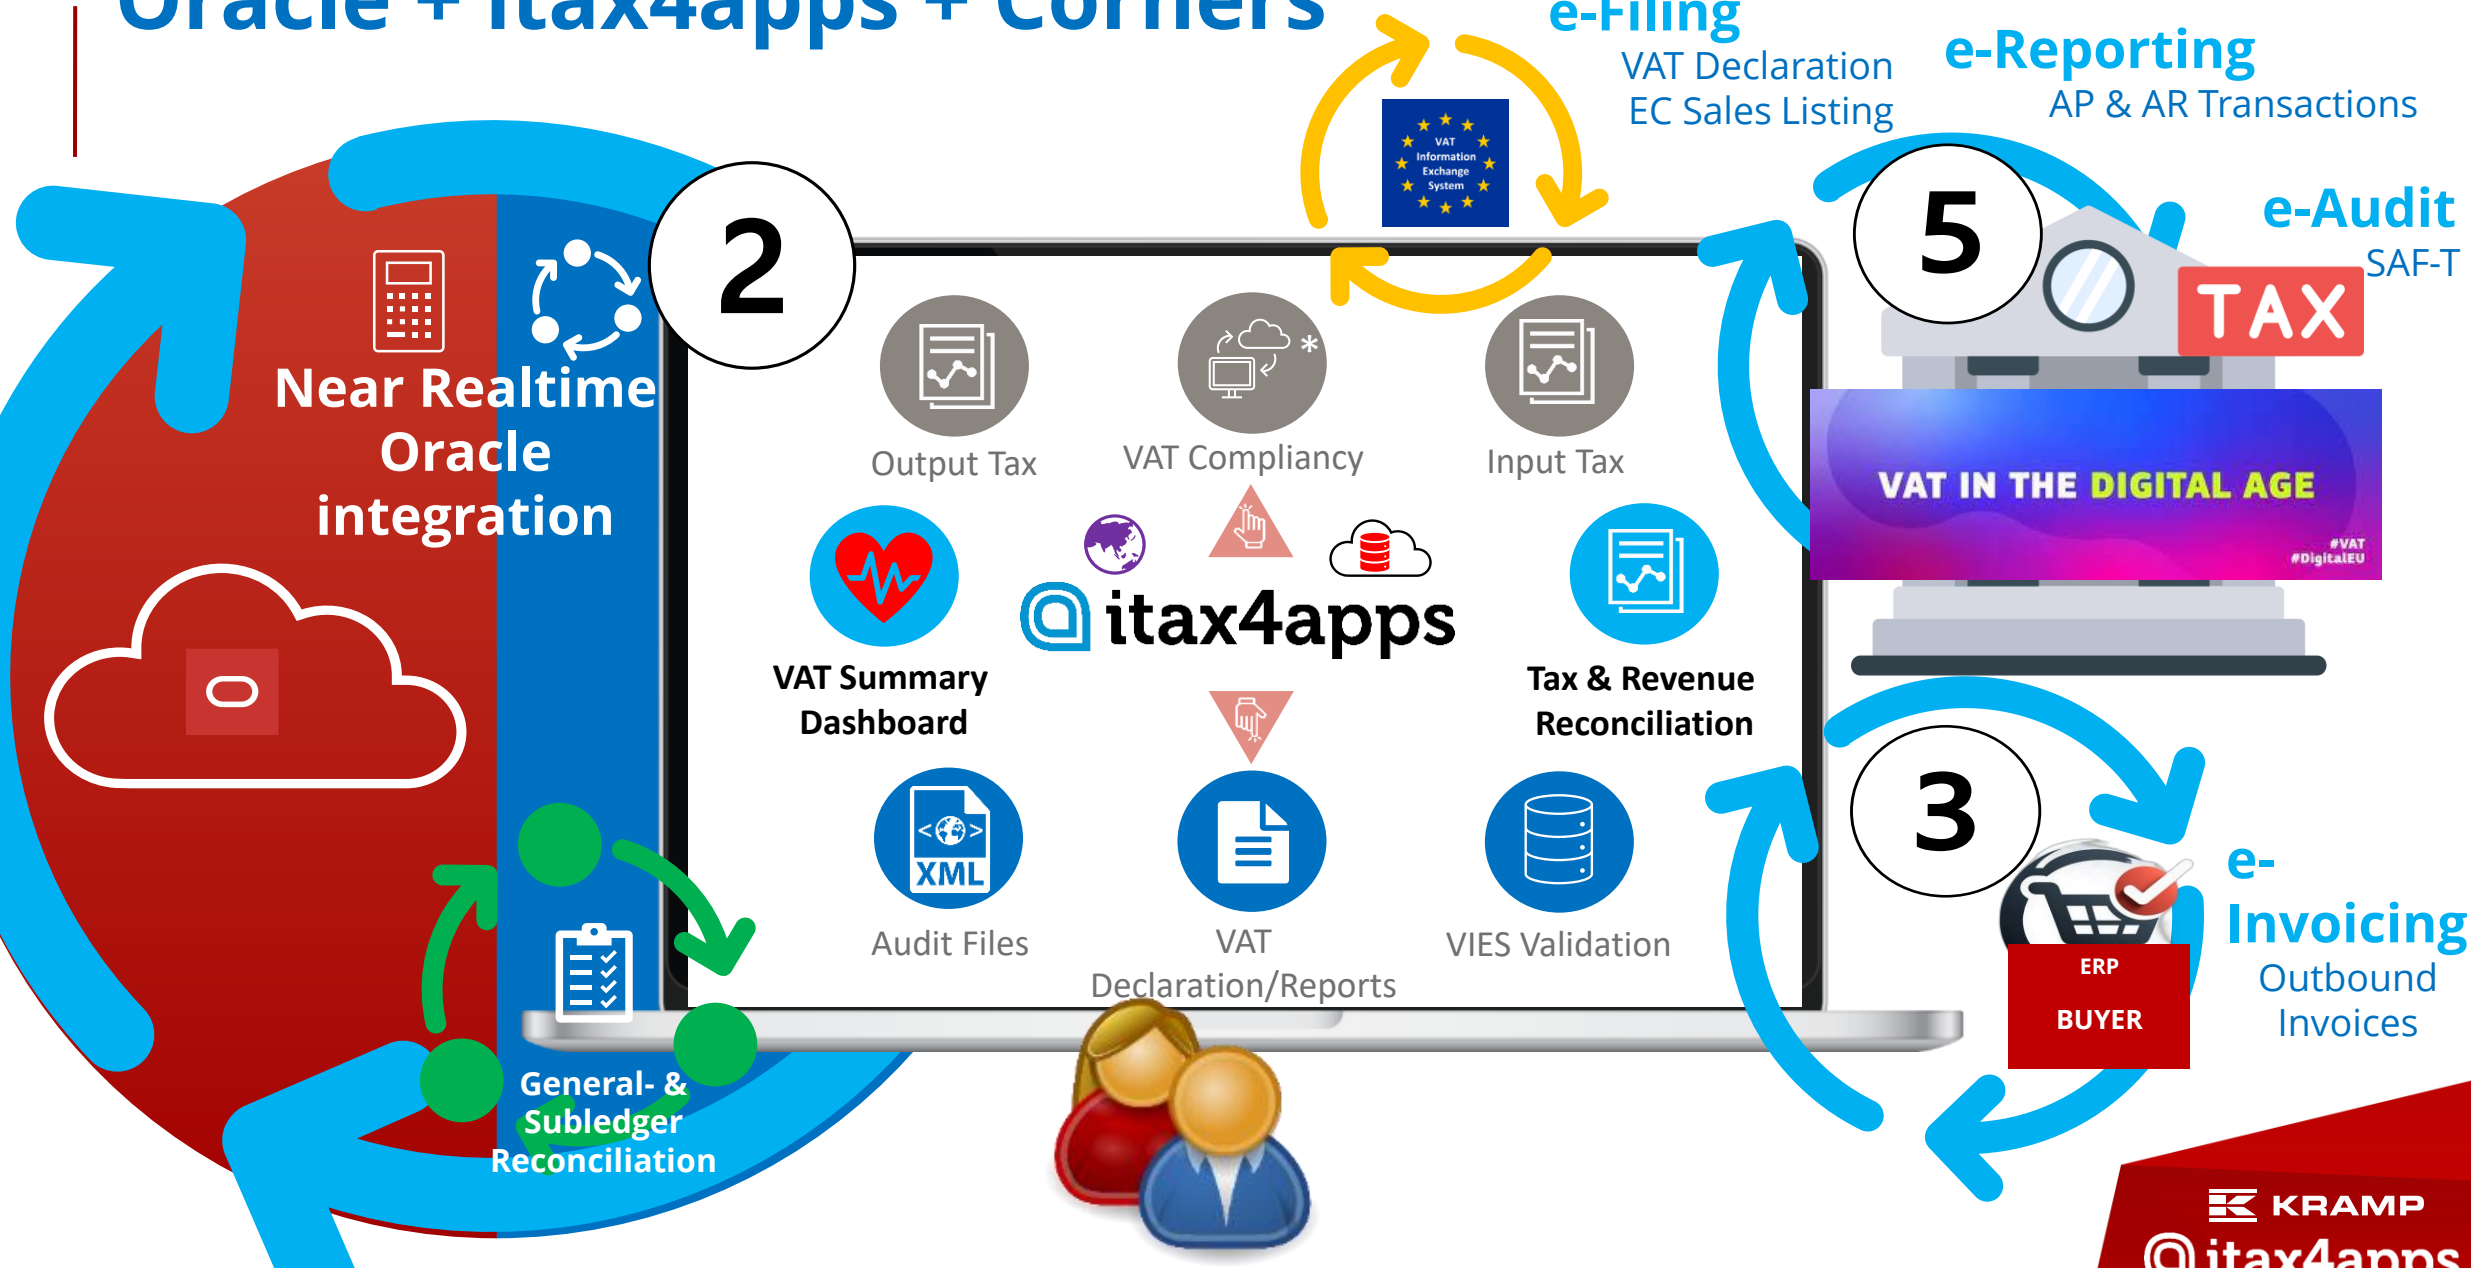 Oracle + itax4apps + Corners
e-Filing
VAT Declaration
EC Sales Listing
e-Reporting
AP & AR Transactions
e-Audit
SAF-T
VAT
Information
Exchange
System
2
5
TAX
Near Realtime
Oracle
integration
*
Output Tax
VAT Compliancy
Input Tax
VAT IN THE DIGITAL AGE
#VAT
#DigitalEU
itax4apps
VAT Summary
Dashboard
Tax & Revenue
Reconciliation
3
< >
XML
Audit Files
VAT
Declaration/Reports
VIES Validation
e-
Invoicing
Outbound
Invoices
ERP
BUYER
General- &
Subledger
Reconciliation
KRAMP
itax4apps